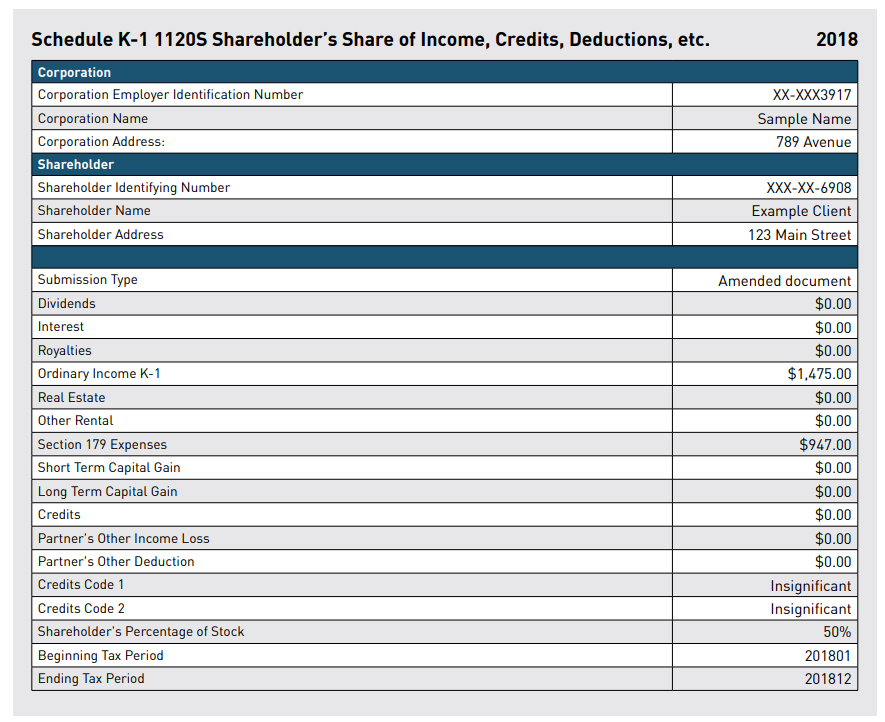 Schedule K-1 1120S Shareholder's Share of Income, Credits, Deductions, etc. 2018
Corporation
Corporation Employer Identification Number XX-XXX3917
Corporation Name Sample Name
Corporation Address: 789 Avenue
Shareholder
Shareholder Identifying Number XXX-XX-6908
Shareholder Name Example Client
Shareholder Address 123 Main Street
Submission Type Amended document
Dividends $0.00
Interest $0.00
Royalties $0.00
Ordinary Income K-1 $1,475.00
Real Estate $0.00
Other Rental $0.00
Section 179 Expenses $947.00
Short Term Capital Gain $0.00
Long Term Capital Gain $0.00
Credits $0.00
Partner's Other Income Loss $0.00
Partner's Other Deduction $0.00
Credits Code 1 Insignificant
Credits Code 2 Insignificant
Shareholder's Percentage of Stock 50%
Beginning Tax Period 201801
Ending Tax Period 201812